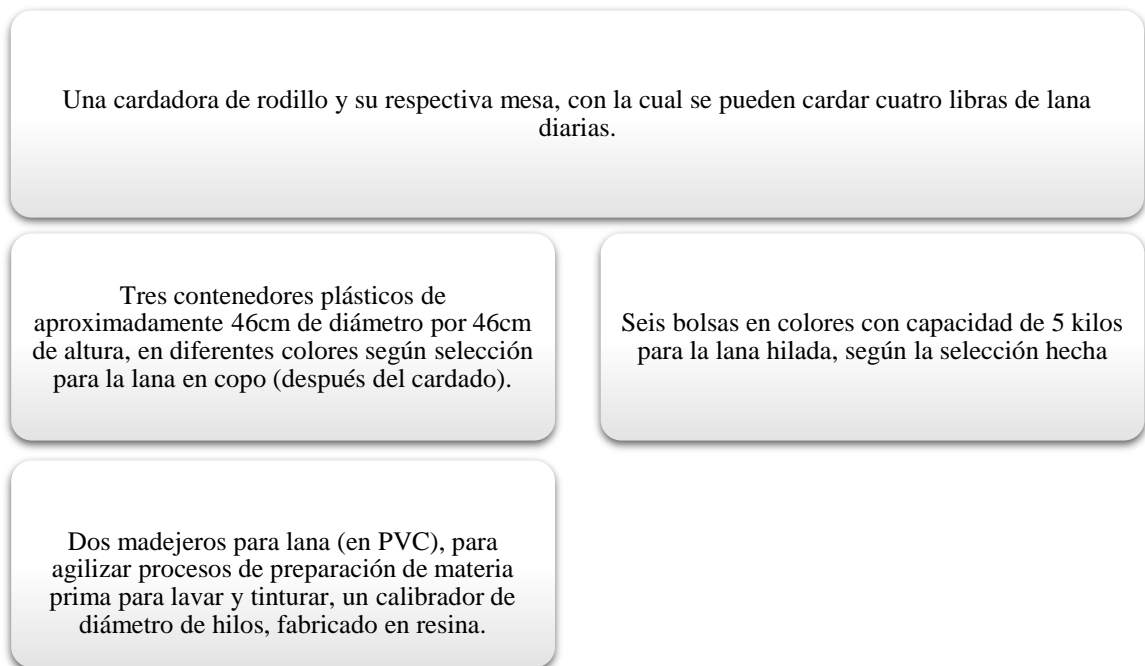 Una cardadora de rodillo y su respectiva mesa, con la cual se pueden cardar cuatro libras de lana
diarias.
Tres contenedores plásticos de
aproximadamente 46cm de diámetro por 46cm
de altura, en diferentes colores según selección
para la lana en copo (después del cardado).
Seis bolsas en colores con capacidad de 5 kilos
para la lana hilada, según la selección hecha
Dos madejeros para lana (en PVC), para
agilizar procesos de preparación de materia
prima para lavar y tinturar, un calibrador de
diámetro de hilos, fabricado en resina.